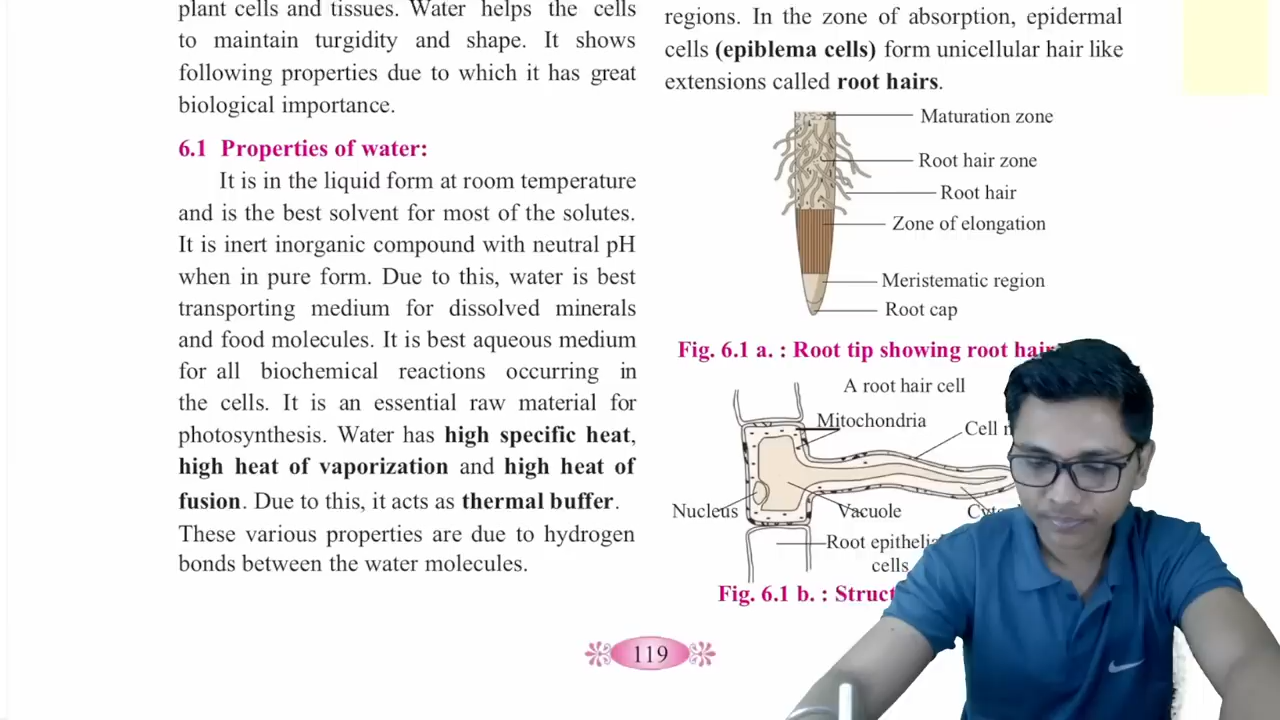 plant cells and tissues. Water helps the cells
to maintain turgidity and shape. It shows
following properties due to which it has great
biological importance.
6.1 Properties of water:
It is in the liquid form at room temperature
and is the best solvent for most of the solutes.
It is inert inorganic compound with neutral pH
when in pure form. Due to this, water is best
transporting medium for dissolved minerals
and food molecules. It is best aqueous medium
for all biochemical reactions occurring in
the cells. It is an essential raw material for
photosynthesis. Water has high specific heat,
high heat of vaporization and high heat of
fusion. Due to this, it acts as thermal buffer.
These various properties are due to hydrogen
bonds between the water molecules.
regions. In the zone of absorption, epidermal
cells (epiblema cells) form unicellular hair like
extensions called root hairs.
Maturation zone
Root hair zone
Root hair
Zone of elongation
Meristematic region
Root cap
Fig. 6.1 a. : Root tip showing root hair
A root hair cell
Mitochondria
Cell
Nucleus
Vacuole
Root
cells
Fig. 6.1 b. :
119